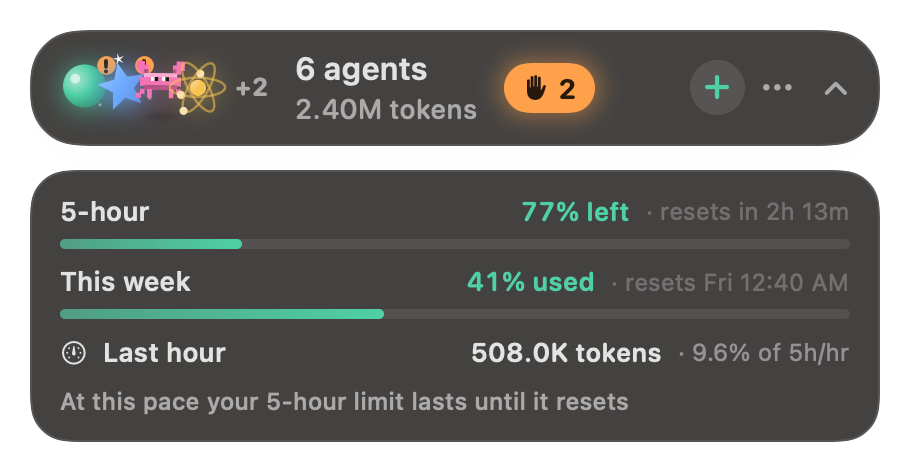 +2
6 agents
2.40M tokens
2
5-hour 77% left · resets in 2h 13m
This week 41% used · resets Fri 12:40 AM
Last hour 508.0K tokens · 9.6% of 5h/hr
At this pace your 5-hour limit lasts until it resets